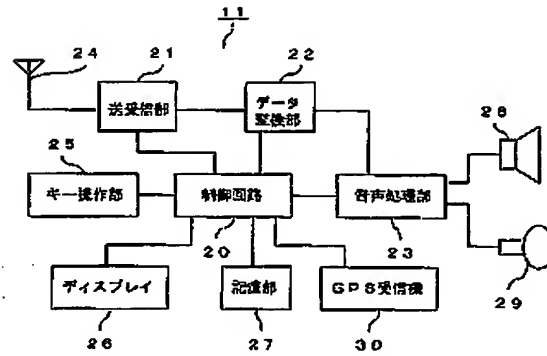 11
24
21
22
送受信部
データ
変換部
28
25
キー操作部
制御回路
音声処理部
20
23
29
ディスプレイ
記憶部
GPS受信機
26
27
30